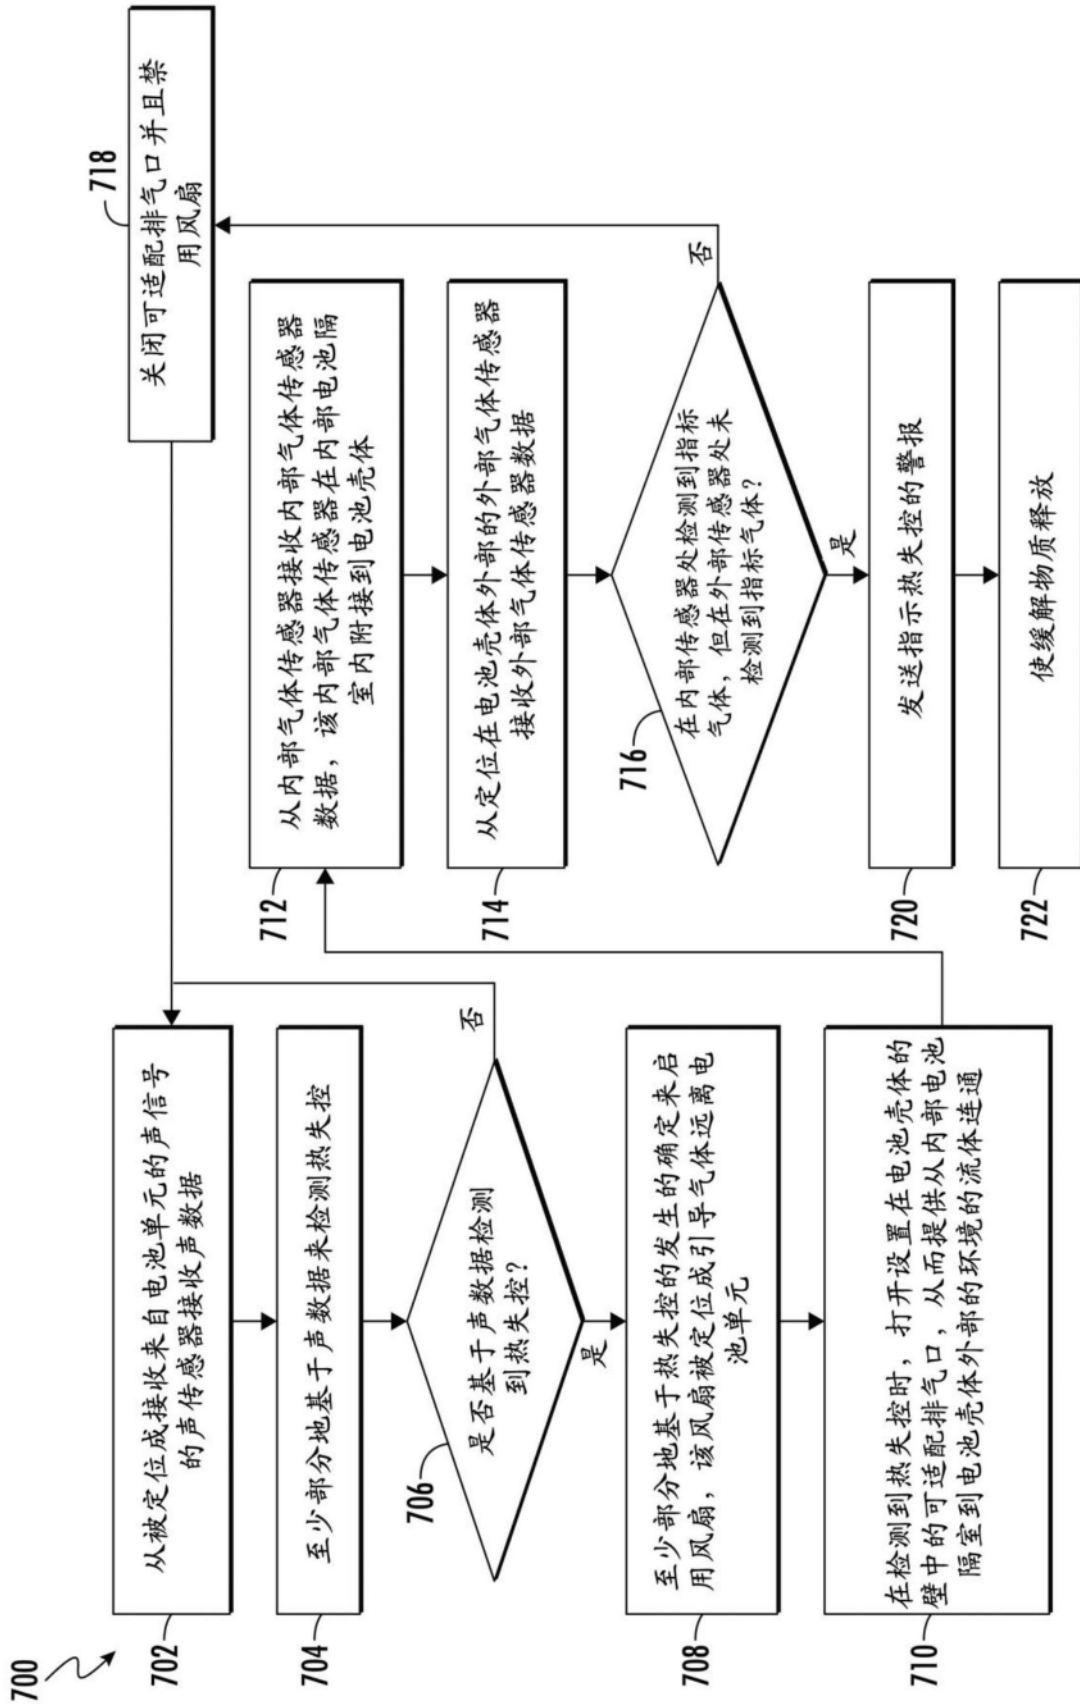 700
702
从被定位成接收来自电池单元的声信号
的声传感器接收声数据
704
至少部分地基于声数据来检测热失控
706
是否基于声数据检测
到热失控?
否
是
708
至少部分地基于热失控的发生的确定来启
用风扇，该风扇被定位成引导气体远离电
池单元
710
在检测到热失控时，打开设置在电池壳体的
壁中的可适配排气口，从而提供从内部电池
隔室到电池壳体外部的环境的流体连通
712
从内部气体传感器接收内部气体传感器
数据，该内部气体传感器在内部电池隔
室内附接到电池壳体
714
从定位在电池壳体外部的外部气体传感器
接收外部气体传感器数据
716
在内部传感器处检测到指标
气体，但在外部传感器处未
检测到指标气体?
否
是
718
关闭可适配排气口并且禁
用风扇
720
发送指示热失控的警报
722
使缓解物质释放